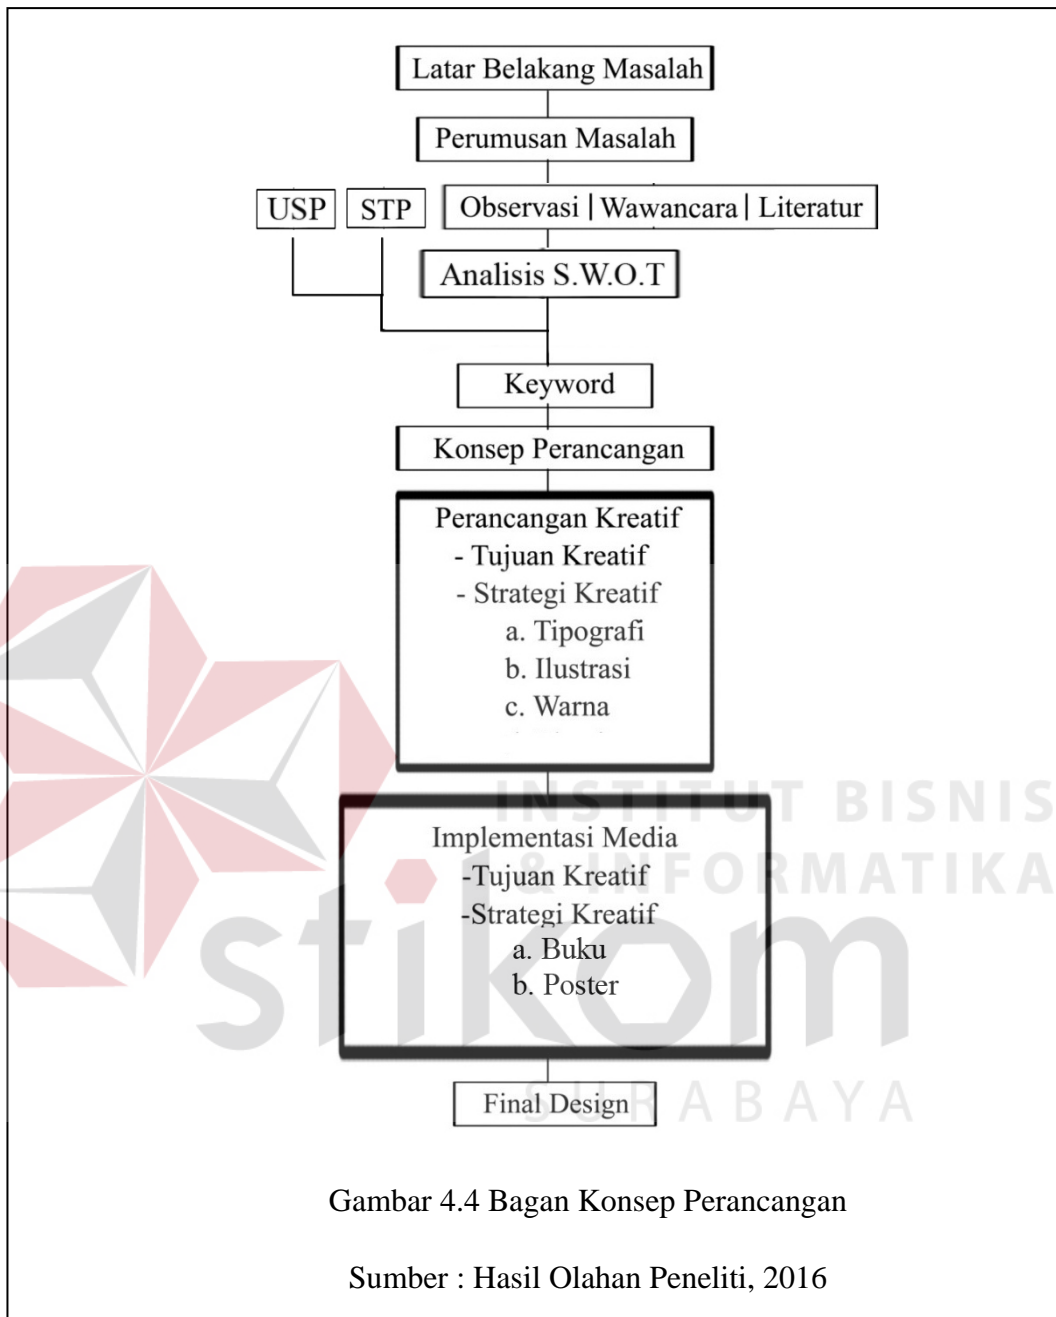 Latar Belakang Masalah
Perumusan Masalah
USP STP Observasi | Wawancara | Literatur
Analisis S.W.O.T
Keyword
Konsep Perancangan
Perancangan Kreatif
- Tujuan Kreatif
- Strategi Kreatif
a. Tipografi
b. Ilustrasi
c. Warna
INSTITUT BISNIS
& INFORMATIKA
stikom
SURABAYA
Implementasi Media
-Tujuan Kreatif
-Strategi Kreatif
a. Buku
b. Poster
Final Design
Gambar 4.4 Bagan Konsep Perancangan
Sumber : Hasil Olahan Peneliti, 2016